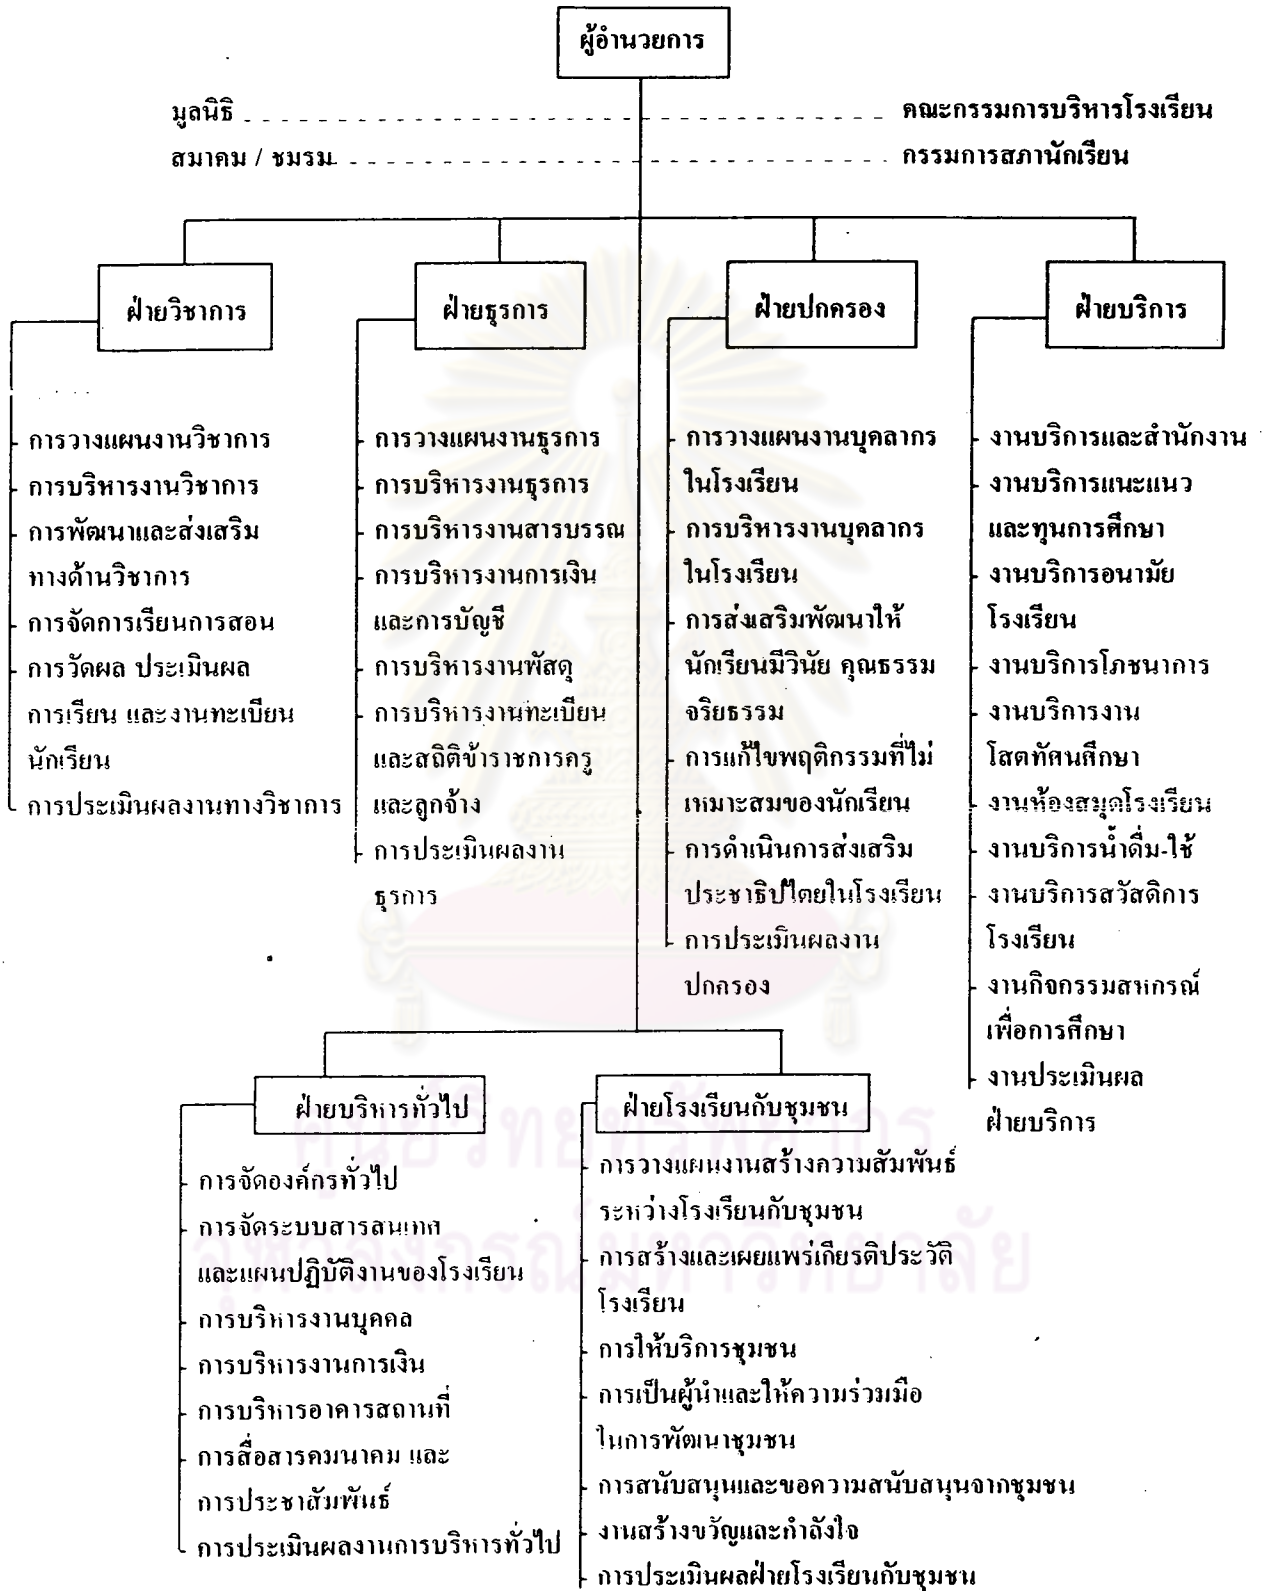 ผู้อำนวยการ
มูลนิธิ
คณะกรรมการบริหารโรงเรียน
สมาคม / ชมรม
กรรมการสภานักเรียน
ฝ่ายวิชาการ
- การวางแผนงานวิชาการ
- การบริหารงานวิชาการ
- การพัฒนาและส่งเสริม
ทางด้านวิชาการ
- การจัดการเรียนการสอน
- การวัดผล ประเมินผล
การเรียน และงานทะเบียน
นักเรียน
- การประเมินผลงานทางวิชาการ
ฝ่ายธุรการ
- การวางแผนงานธุรการ
- การบริหารงานธุรการ
- การบริหารงานสารบรรณ
- การบริหารงานการเงิน
และการบัญชี
- การบริหารงานพัสดุ
- การบริหารงานทะเบียน
และสถิติข้าราชการครู
และลูกจ้าง
- การประเมินผลงาน
ธุรการ
ฝ่ายปกครอง
- การวางแผนงานบุคลากร
ในโรงเรียน
- การบริหารงานบุคลากร
ในโรงเรียน
- การส่งเสริมพัฒนาให้
นักเรียนมีวินัย คุณธรรม
จริยธรรม
- การแก้ไขพฤติกรรมที่ไม่
เหมาะสมของนักเรียน
- การดำเนินการส่งเสริม
ประชาธิปไตยในโรงเรียน
- การประเมินผลงาน
ปกครอง
ฝ่ายบริการ
- งานบริการและสำนักงาน
- งานบริการแนะแนว
และทุนการศึกษา
- งานบริการอนามัย
โรงเรียน
- งานบริการโภชนาการ
- งานบริการงาน
โสตทัศนศึกษา
- งานห้องสมุดโรงเรียน
- งานบริการน้ำดื่ม-ใช้
- งานบริการสวัสดิการ
โรงเรียน
- งานกิจกรรมสหกรณ์
เพื่อการศึกษา
- งานประเมินผล
ฝ่ายบริการ
ฝ่ายบริหารทั่วไป
- การจัดองค์กรทั่วไป
- การจัดระบบสารสนเทศ
และแผนปฏิบัติงานของโรงเรียน
- การบริหารงานบุคคล
- การบริหารงานการเงิน
- การบริหารอาคารสถานที่
- การสื่อสารคมนาคม และ
การประชาสัมพันธ์
- การประเมินผลงานการบริหารทั่วไป
ฝ่ายโรงเรียนกับชุมชน
- การวางแผนงานสร้างความสัมพันธ์
ระหว่างโรงเรียนกับชุมชน
- การสร้างและเผยแพร่เกียรติประวัติ
โรงเรียน
- การให้บริการชุมชน
- การเป็นผู้นำและให้ความร่วมมือ
ในการพัฒนาชุมชน
- การสนับสนุนและขอความสนับสนุนจากชุมชน
- งานสร้างขวัญและกำลังใจ
- การประเมินผลฝ่ายโรงเรียนกับชุมชน
ศูนย์วิทยทรัพยากร
จุฬาลงกรณ์มหาวิทยาลัย